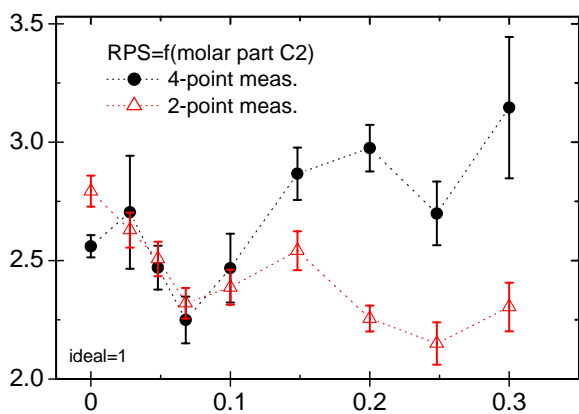 3.5
RPS=f(molar part C2)
4-point meas.
2-point meas.
3.0
2.5
ideal=1
2.0
0 0.1 0.2 0.3